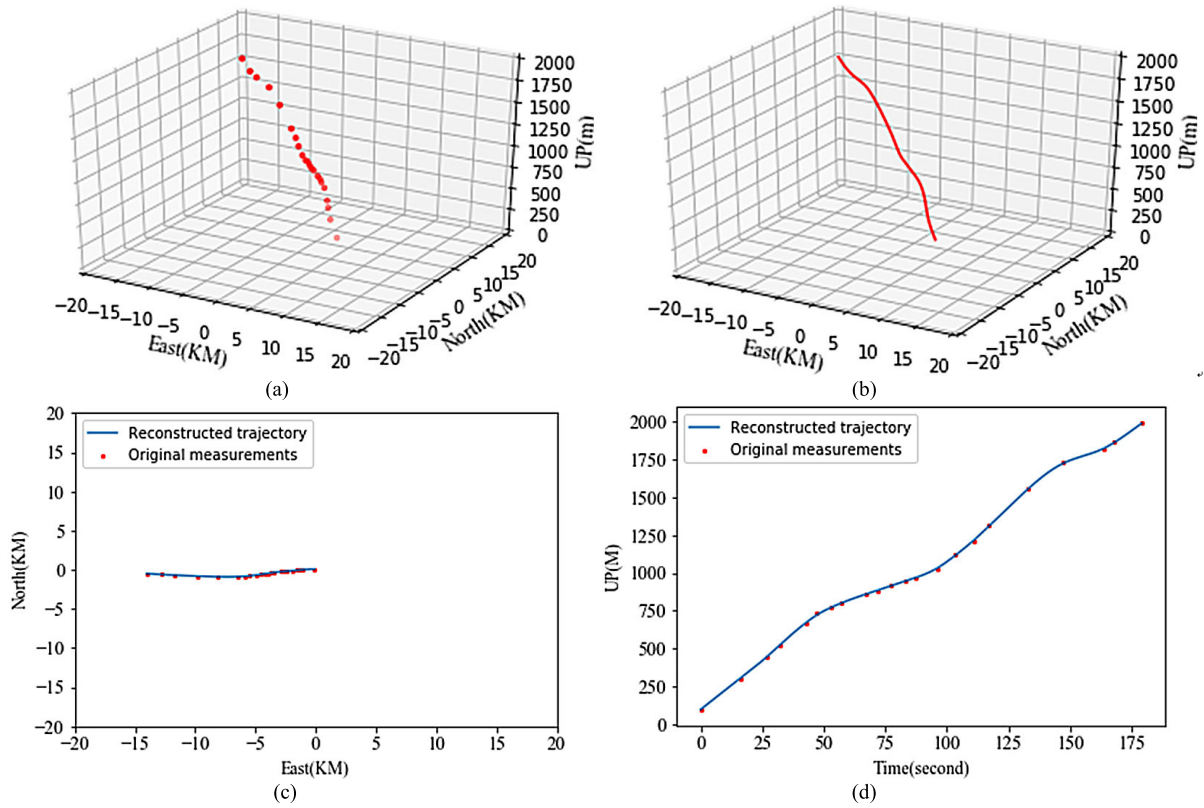 2000
1750
1500
1250
1000
750
500
250
0
UP(m)
−20−15−10 −5 0 5 10 15 20
East(KM)
−20−15−10−5 0 5 10 15 20
North(KM)
(a)
2000
1750
1500
1250
1000
750
500
250
0
UP(m)
−20−15−10 −5 0 5 10 15 20
East(KM)
−20−15−10−5 0 5 10 15 20
North(KM)
(b)
20
15
10
5
0
−5
−10
−15
−20
North(KM)
Reconstructed trajectory
Original measurements
−20 −15 −10 −5 0 5 10 15 20
East(KM)
(c)
2000
1750
1500
1250
1000
750
500
250
0
UP(M)
Reconstructed trajectory
Original measurements
0 25 50 75 100 125 150 175
Time(second)
(d)